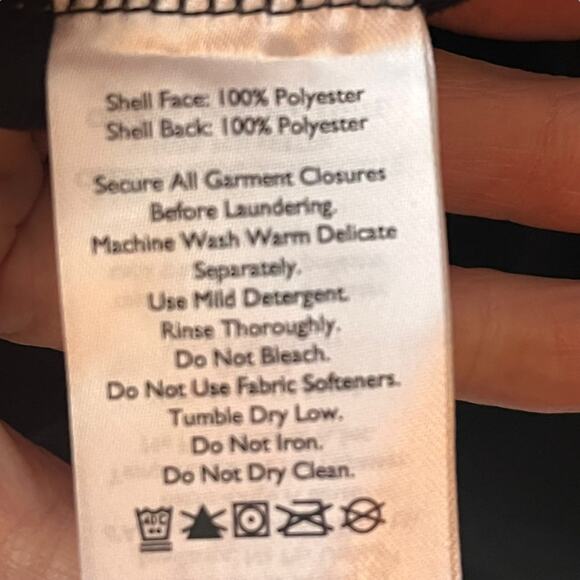 Shell Face: 100% Polyester
Shell Back: 100% Polyester
Secure All Garment Closures
Before Laundering.
Machine Wash Warm Delicate
Separately.
Use Mild Detergent.
Rinse Thoroughly.
Do Not Bleach.
Do Not Use Fabric Softeners.
Tumble Dry Low.
Do Not Iron.
Do Not Dry Clean.